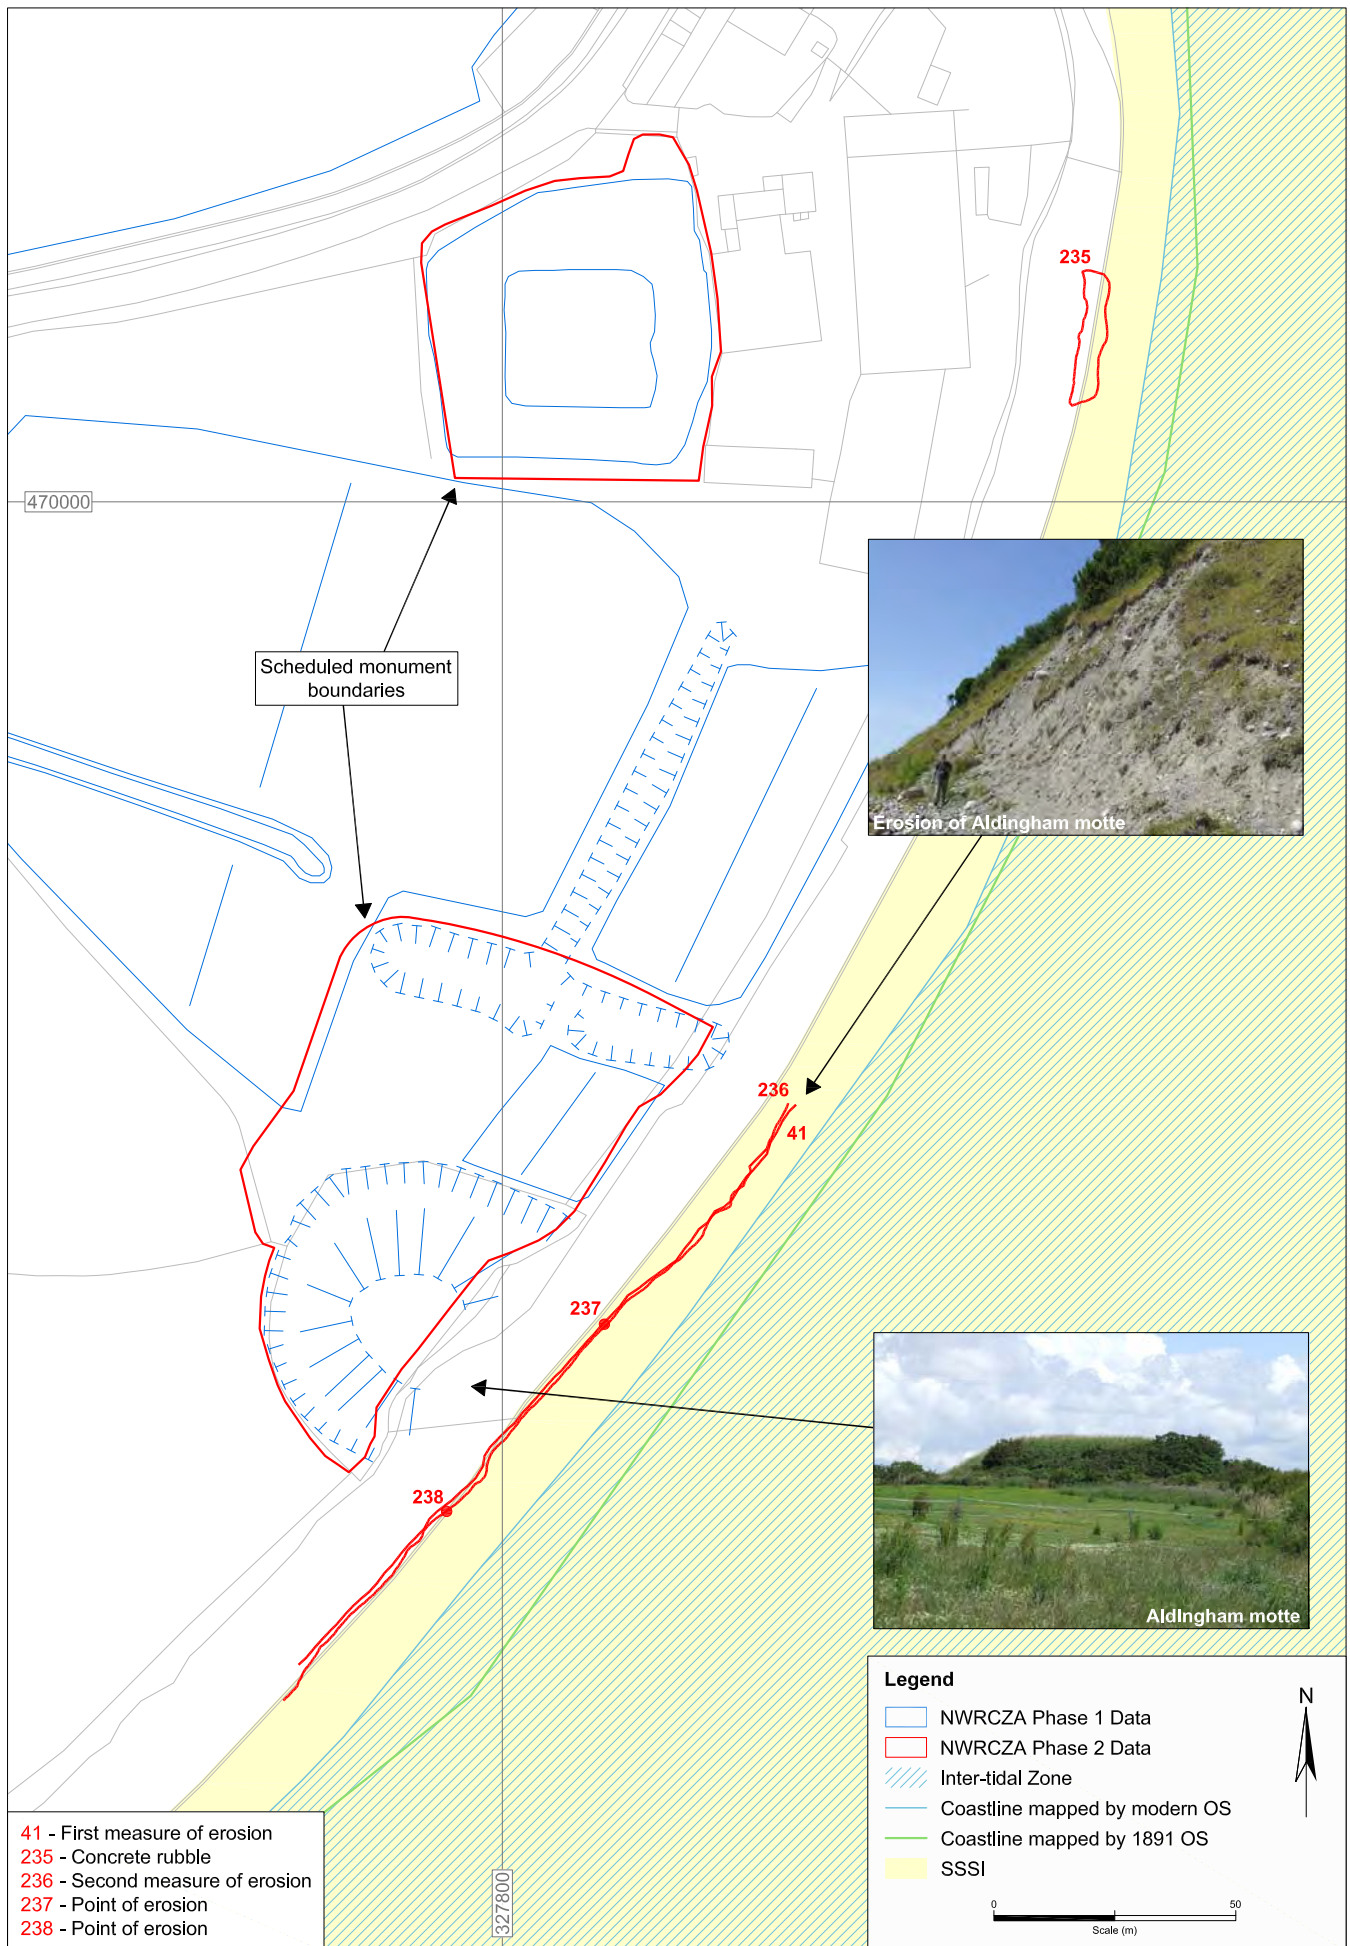 235
470000
Scheduled monument
boundaries
Erosion of Aldingham motte
236
41
237
238
Aldingham motte
Legend
N
NWRCZA Phase 1 Data
NWRCZA Phase 2 Data
Inter-tidal Zone
Coastline mapped by modern OS
Coastline mapped by 1891 OS
SSSI
0 50
Scale (m)
41 - First measure of erosion
235 - Concrete rubble
236 - Second measure of erosion
237 - Point of erosion
238 - Point of erosion
327800